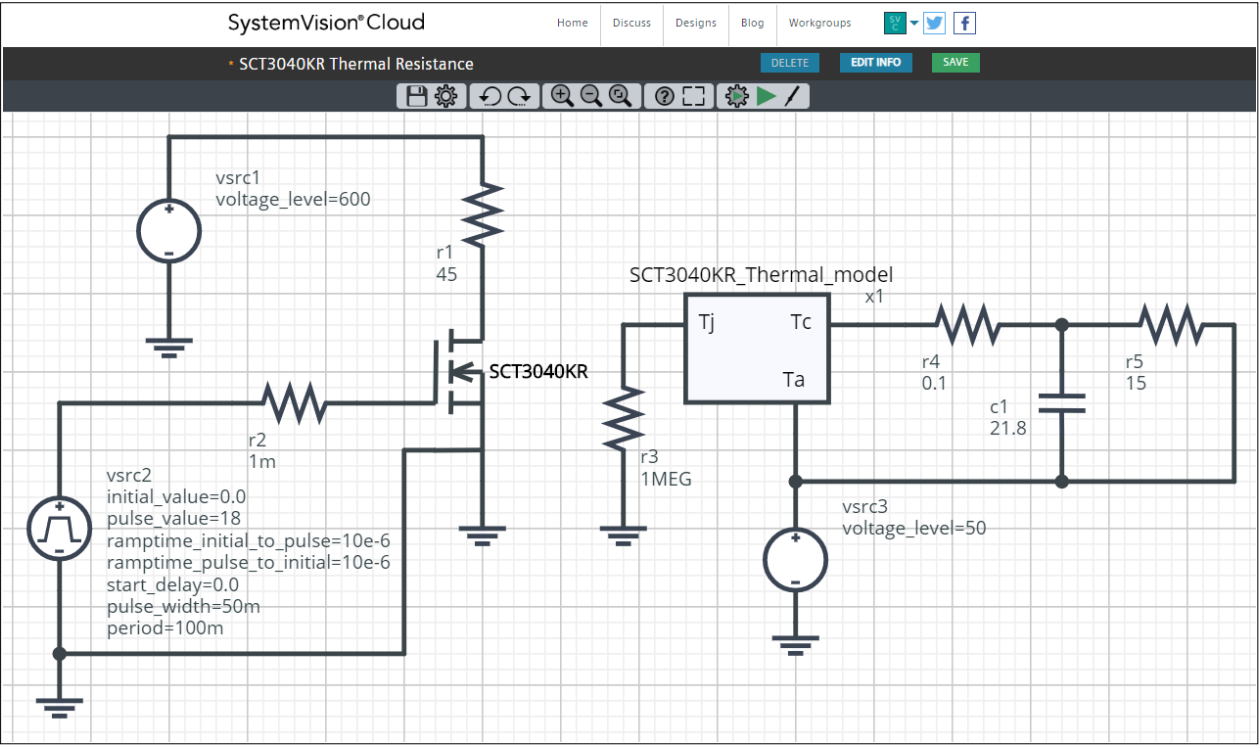 SystemVision®Cloud
Home Discuss Designs Blog Workgroups SV C f
* SCT3040KR Thermal Resistance DELETE EDIT INFO SAVE
vsrc1
voltage_level=600
r1
45
SCT3040KR
r2
1m
vsrc2
initial_value=0.0
pulse_value=18
ramptime_initial_to_pulse=10e-6
ramptime_pulse_to_initial=10e-6
start_delay=0.0
pulse_width=50m
period=100m
SCT3040KR_Thermal_model
x1
Tj Tc
Ta
r3
1MEG
r4
0.1
c1
21.8
r5
15
vsrc3
voltage_level=50